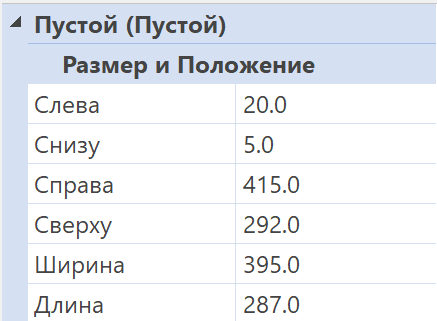 Пустой (Пустой)
Размер и Положение
Слева 20.0
Снизу 5.0
Справа 415.0
Сверху 292.0
Ширина 395.0
Длина 287.0